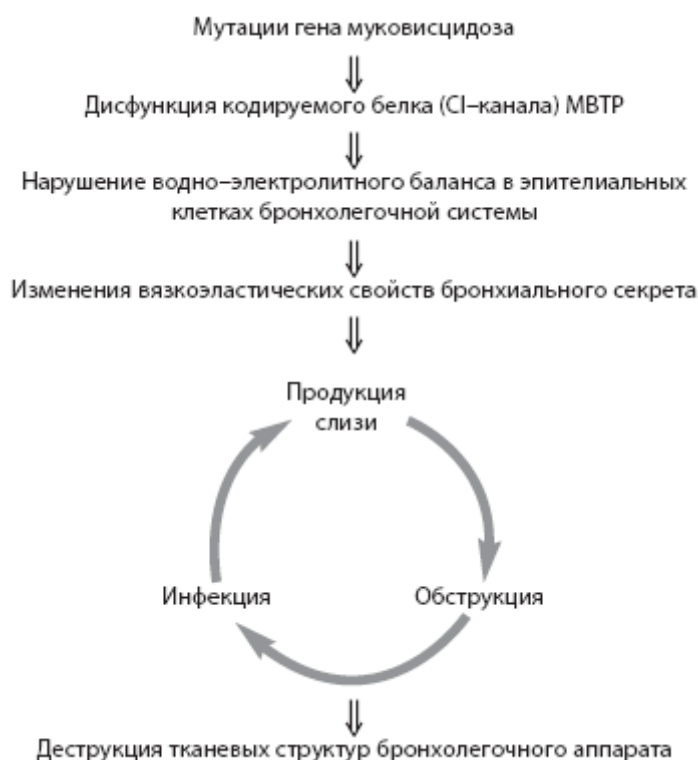 Мутации гена муковисцидоза
⇓
Дисфункция кодируемого белка (Cl–канала) МВТР
⇓
Нарушение водно–электролитного баланса в эпителиальных
клетках бронхолегочной системы
⇓
Изменения вязкоэластических свойств бронхиального секрета
⇓
Продукция
слизи
Инфекция
Обструкция
⇓
Деструкция тканевых структур бронхолегочного аппарата